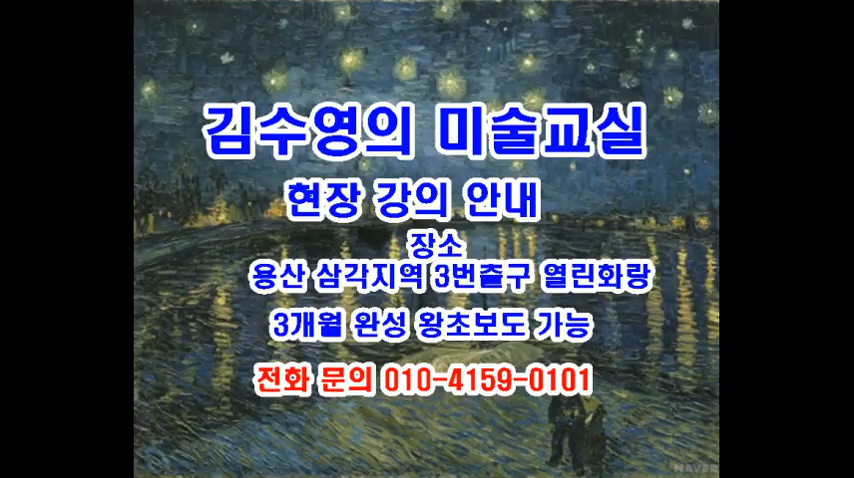 김수영의 미술교실
현장 강의 안내
장소
용산 삼각지역 3번출구 열린화랑
3개월 완성 왕초보도 가능
전화 문의 010-4159-0101
NAVER